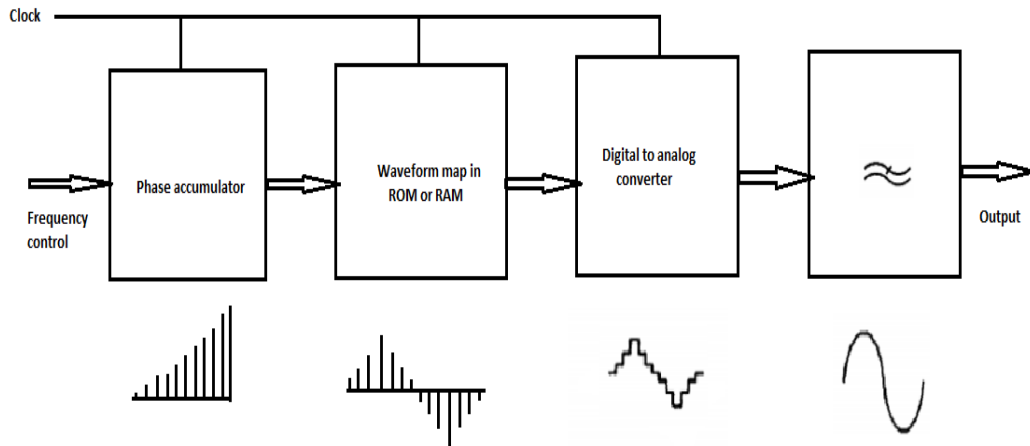 Clock
Phase accumulator
Waveform map in
ROM or RAM
Digital to analog
converter
Frequency
control
Output